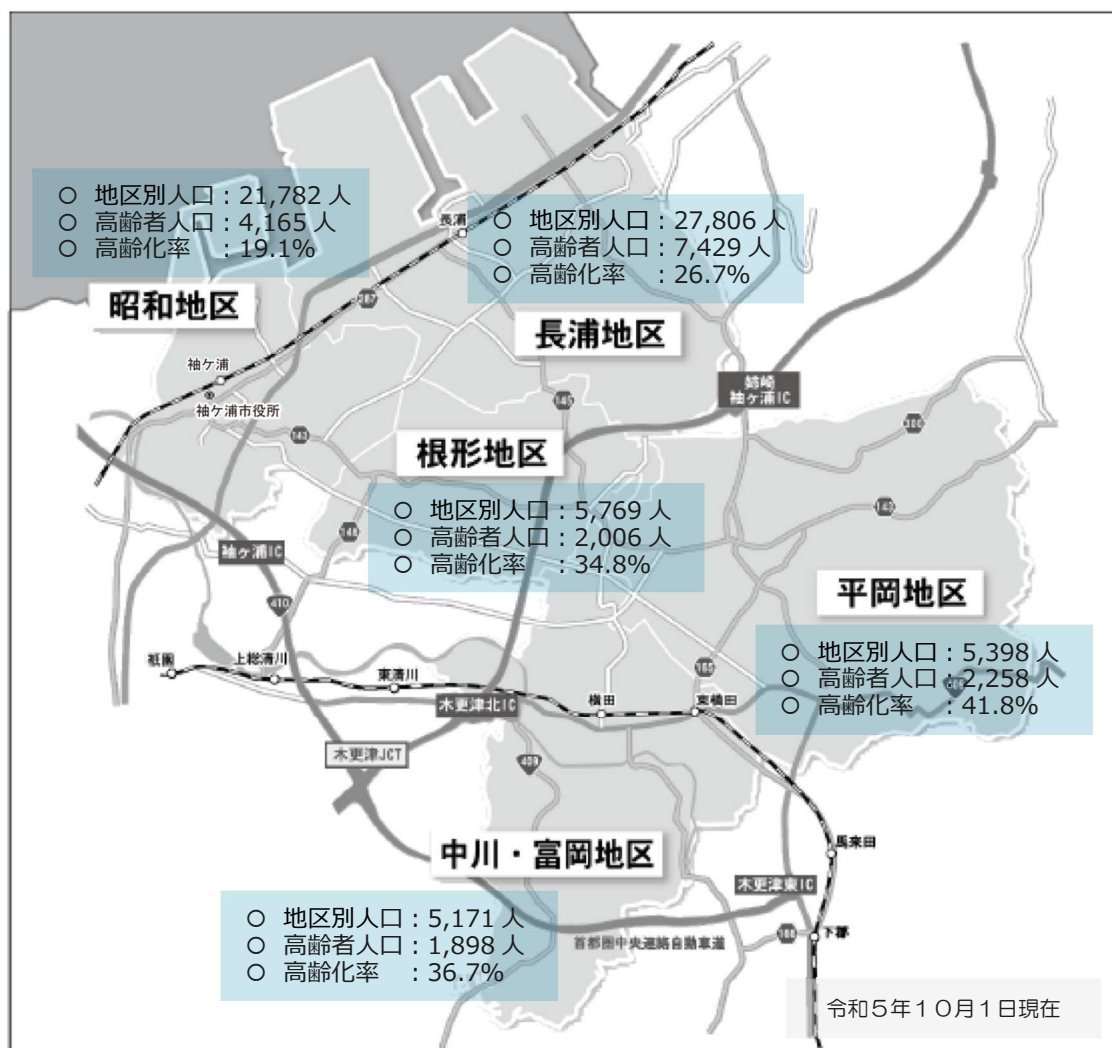 ○ 地区別人口：21,782 人
○ 高齢者人口：4,165 人
○ 高齢化率　：19.1%
昭和地区
長浦
○ 地区別人口：27,806 人
○ 高齢者人口：7,429 人
○ 高齢化率　：26.7%
長浦地区
287
袖ケ浦
袖ケ浦市役所
143
145
姉崎
袖ケ浦IC
300
根形地区
○ 地区別人口：5,769 人
○ 高齢者人口：2,006 人
○ 高齢化率　：34.8%
143
148
袖ケ浦IC
410
平岡地区
○ 地区別人口：5,398 人
○ 高齢者人口：2,258 人
○ 高齢化率　：41.8%
165
祇園
上総清川
東清川
木更津北IC
横田
東横田
木更津JCT
409
中川・富岡地区
馬来田
木更津東IC
○ 地区別人口：5,171 人
○ 高齢者人口：1,898 人
○ 高齢化率　：36.7%
首都圏中央連絡自動車道
168
下郡
令和５年１０月１日現在